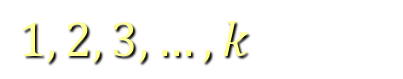 1, 2, 3, … , k